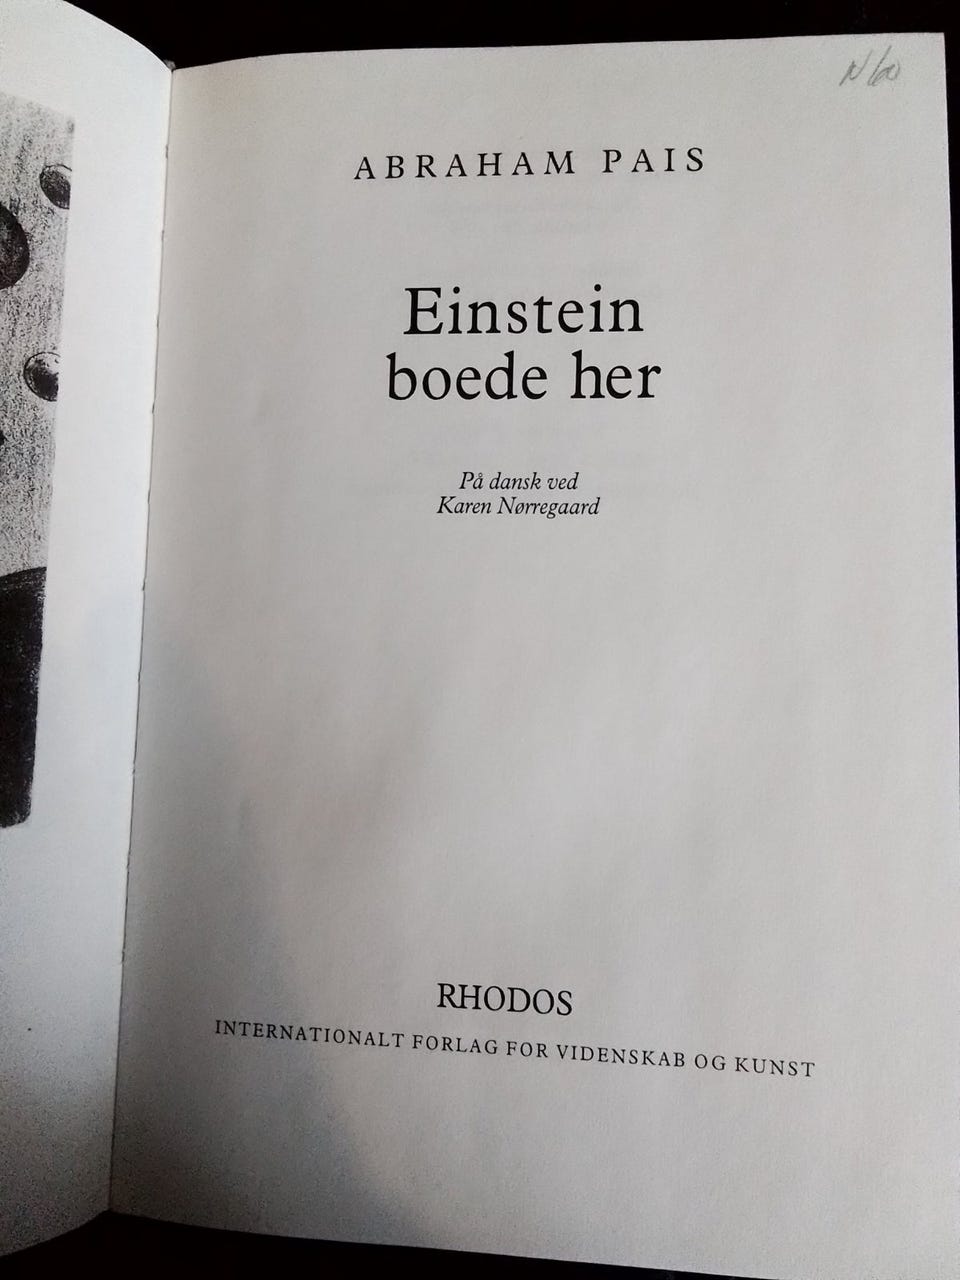 ABRAHAM PAIS
Einstein
boede her
På dansk ved
Karen Nørregaard
RHODOS
INTERNATIONALT FORLAG FOR VIDENSKAB OG KUNST